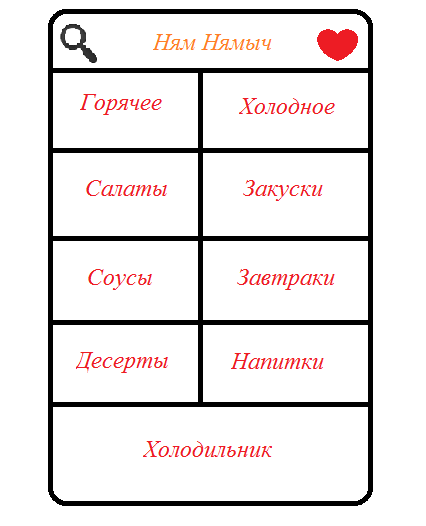 Ням Нямыч
Горячее
Холодное
Салаты
Закуски
Соусы
Завтраки
Десерты
Напитки
Холодильник